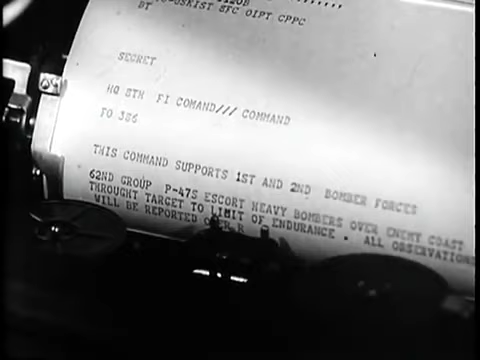 BT OIPT CPPC
SECRET
HQ 8TH FI COMAND/// COMMAND
TO 386
THIS COMMAND SUPPORTS 1ST AND 2ND BOMBER FORCES
62ND GROUP P-47S ESCORT HEAVY BOMBERS OVER ENEMY COAST
THROUGHT TARGET TO LIMIT OF ENDURANCE . ALL OBSERVATIONS
WILL BE REPORTED OVER R